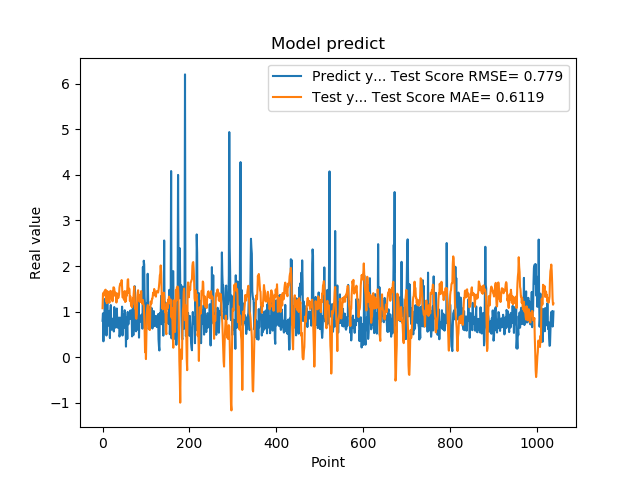 Model predict
Predict y... Test Score RMSE= 0.779
Test y... Test Score MAE= 0.6119
6
5
4
3
2
1
0
−1
Real value
0 200 400 600 800 1000
Point